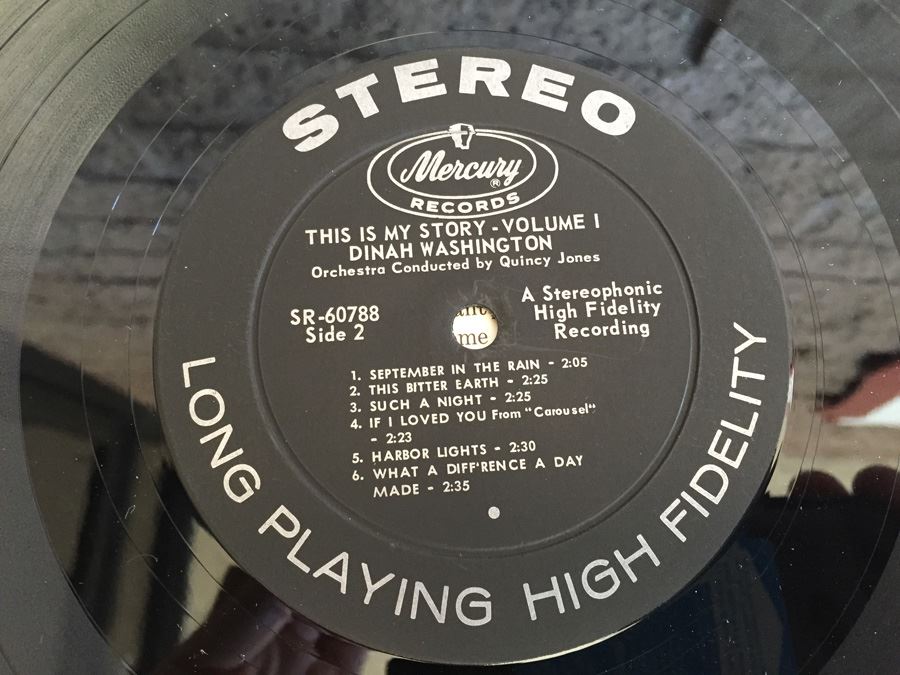 STEREO
Mercury ®
RECORDS
THIS IS MY STORY - VOLUME I
DINAH WASHINGTON
Orchestra Conducted by Quincy Jones
SR-60788
Side 2
A Stereophonic
High Fidelity
Recording
me
1. SEPTEMBER IN THE RAIN - 2:05
2. THIS BITTER EARTH - 2:25
3. SUCH A NIGHT - 2:25
4. IF I LOVED YOU From "Carousel"
- 2:23
5. HARBOR LIGHTS - 2:30
6. WHAT A DIFF'RENCE A DAY
MADE - 2:35
LONG PLAYING HIGH FIDELITY